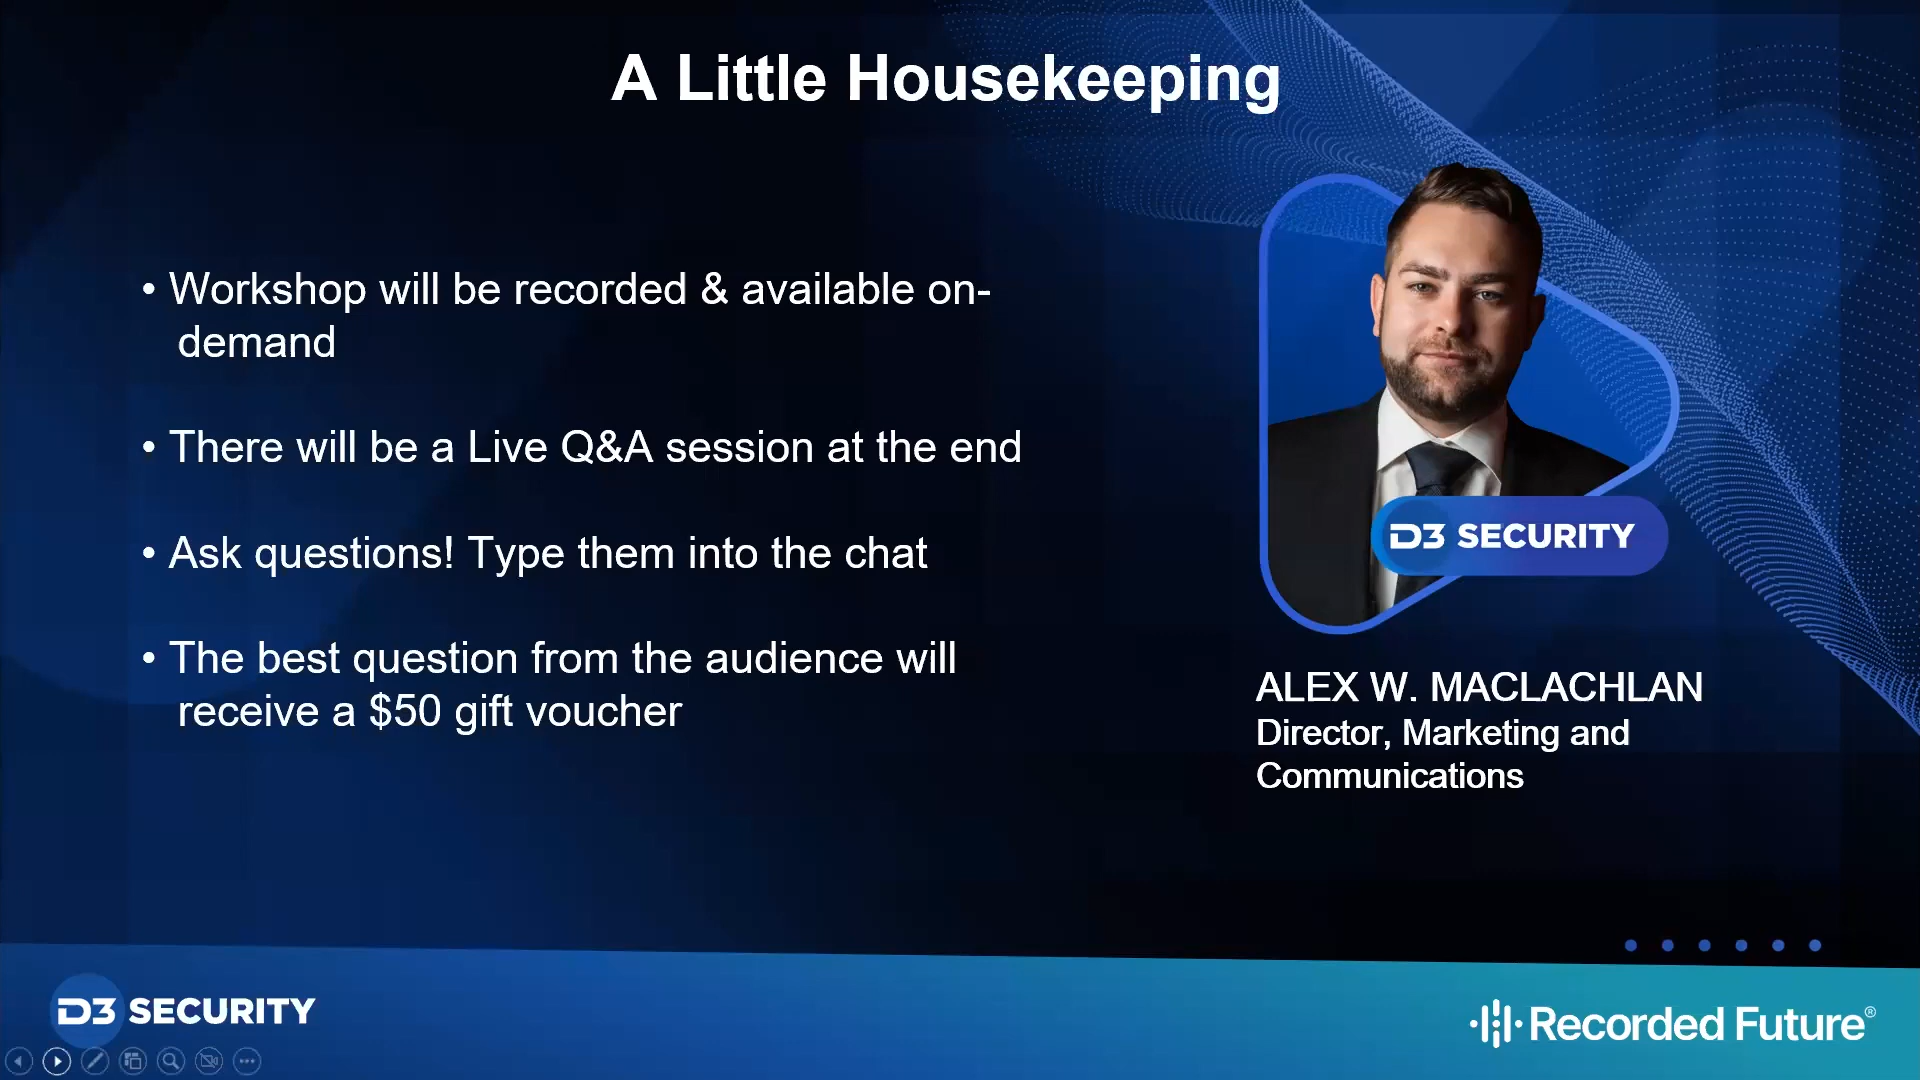 A Little Housekeeping
• Workshop will be recorded & available on-
demand
• There will be a Live Q&A session at the end
• Ask questions! Type them into the chat
• The best question from the audience will
receive a $50 gift voucher
D3 SECURITY
ALEX W. MACLACHLAN
Director, Marketing and
Communications
D3 SECURITY
Recorded Future®